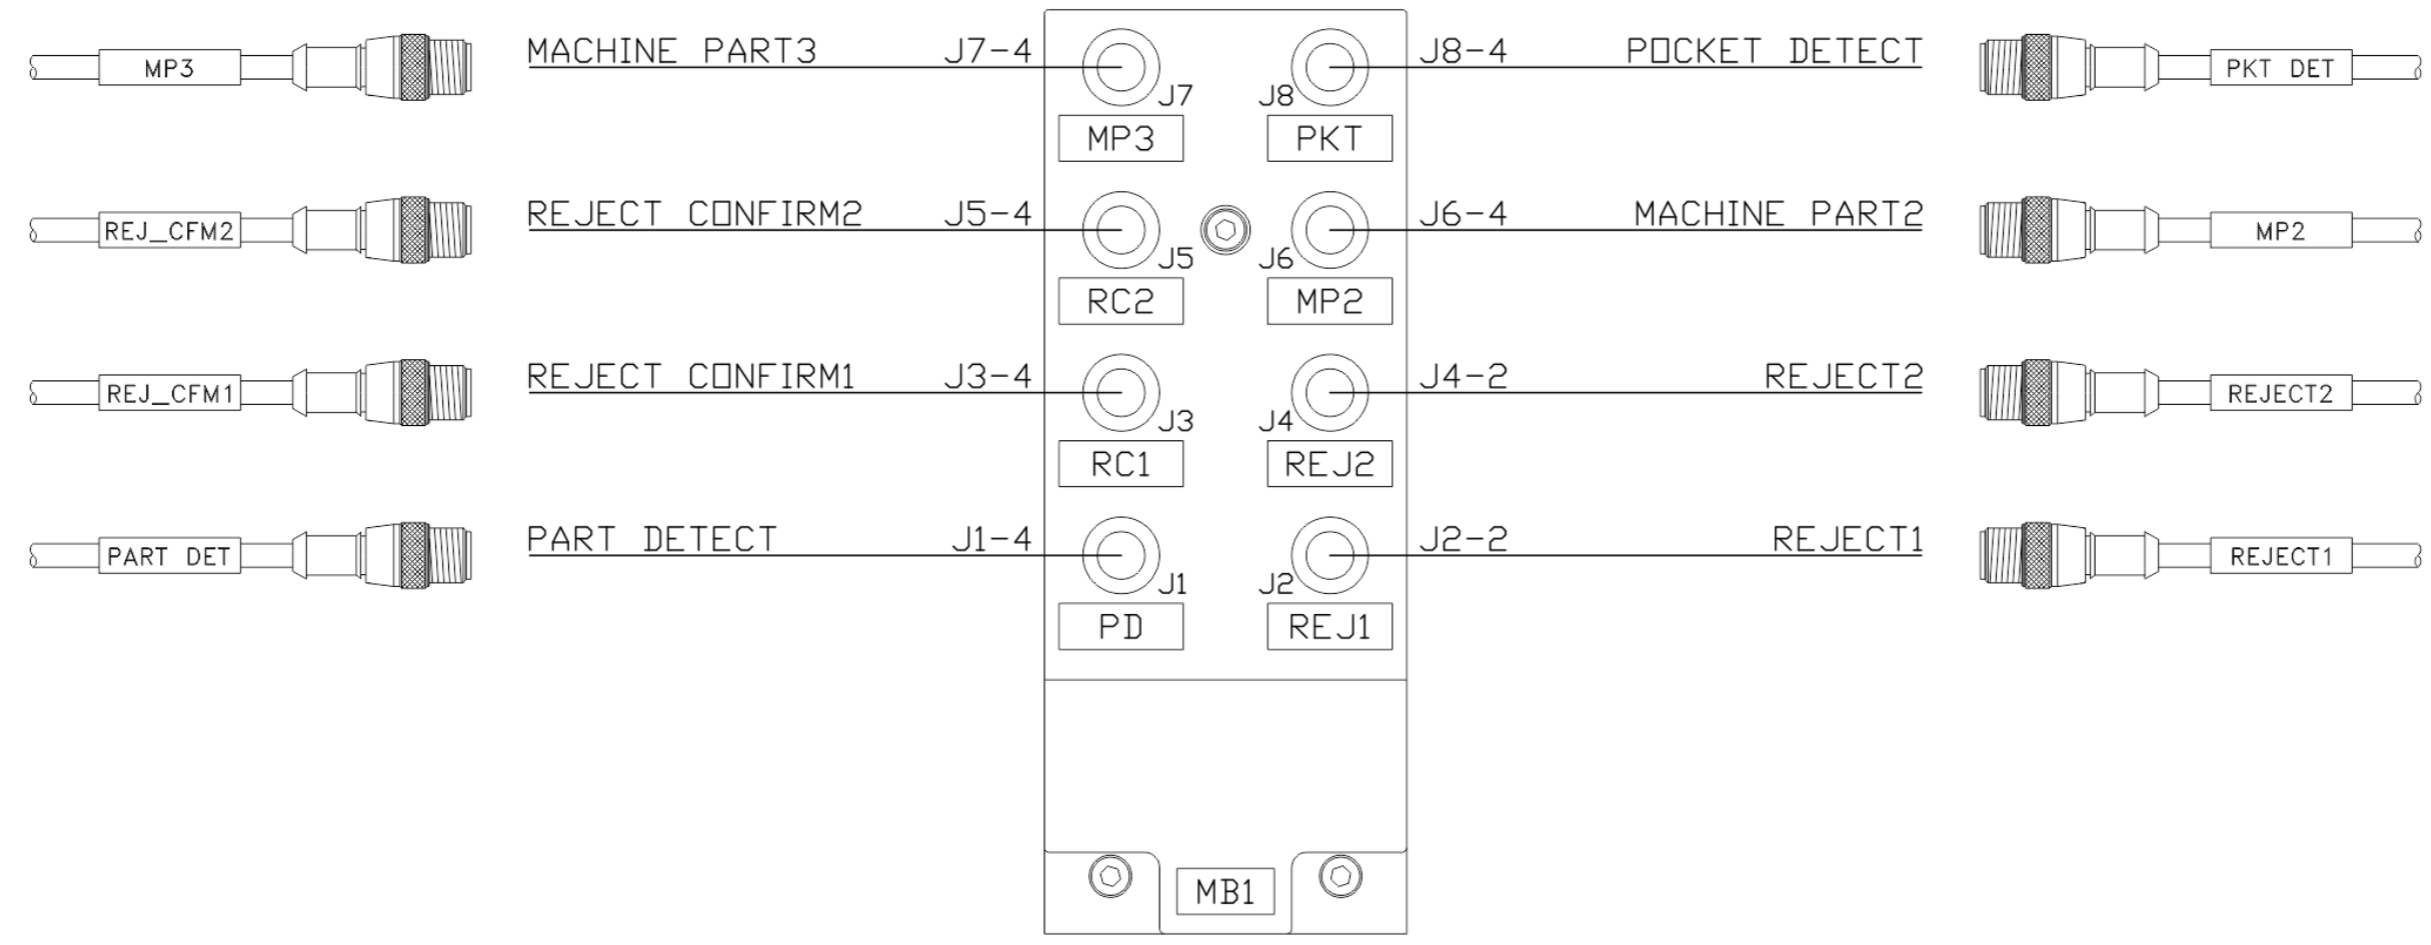 MP3 MACHINE PART3 J7-4 J8-4 POCKET DETECT PKT DET
J7 J8
MP3 PKT
REJ_CFM2 REJECT CONFIRM2 J5-4 J6-4 MACHINE PART2 MP2
J5 J6
RC2 MP2
REJ_CFM1 REJECT CONFIRM1 J3-4 J4-2 REJECT2 REJECT2
J3 J4
RC1 REJ2
PART DET PART DETECT J1-4 J2-2 REJECT1 REJECT1
J1 J2
PD REJ1
MB1